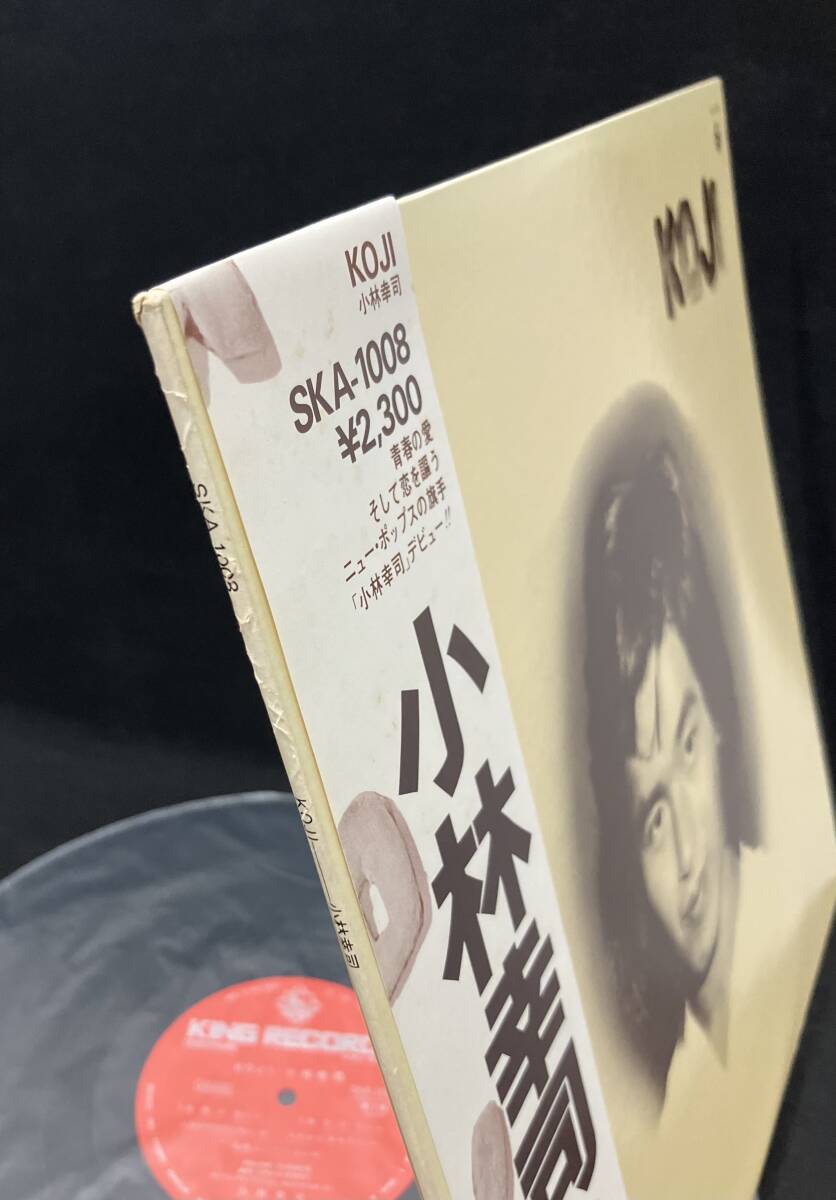 KOJI
小林幸司
SKA-1008
¥2,300
青春の愛
そして恋を謳う
ニュー・ポップスの旗手
「小林幸司」デビュー!!
小林幸司
KOJI
SKA-1008
KOJI——小林幸司
KING RECORD